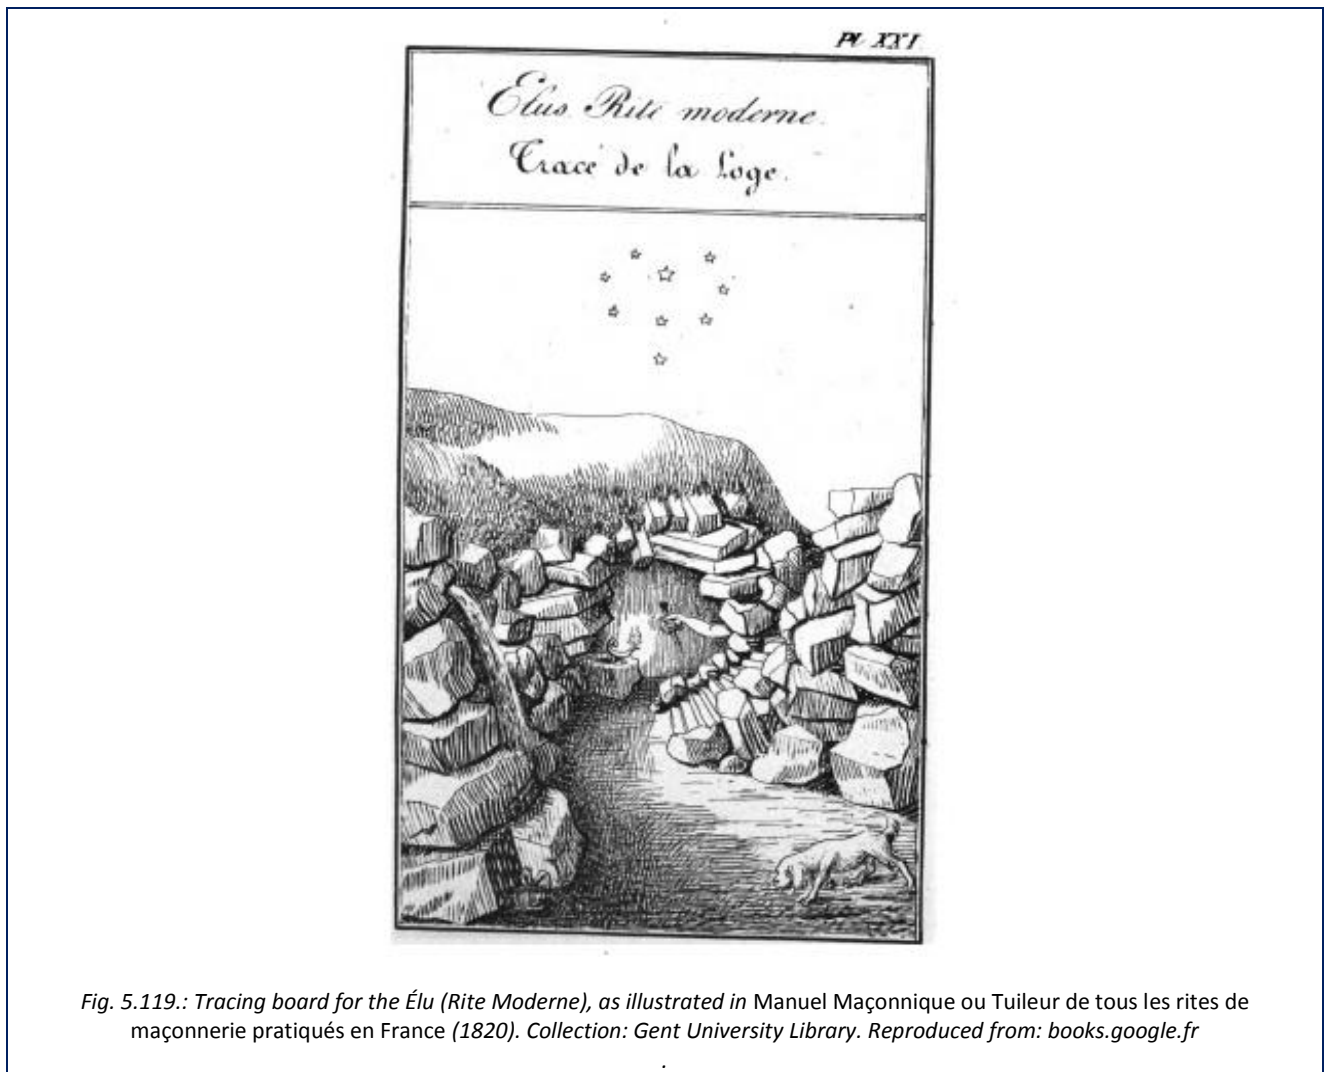 Pl XXI
Elus Rite moderne.
Tracé de la Loge.
Fig. 5.119.: Tracing board for the Élu (Rite Moderne), as illustrated in Manuel Maçonnique ou Tuileur de tous les rites de
maçonnerie pratiqués en France (1820). Collection: Gent University Library. Reproduced from: books.google.fr
.